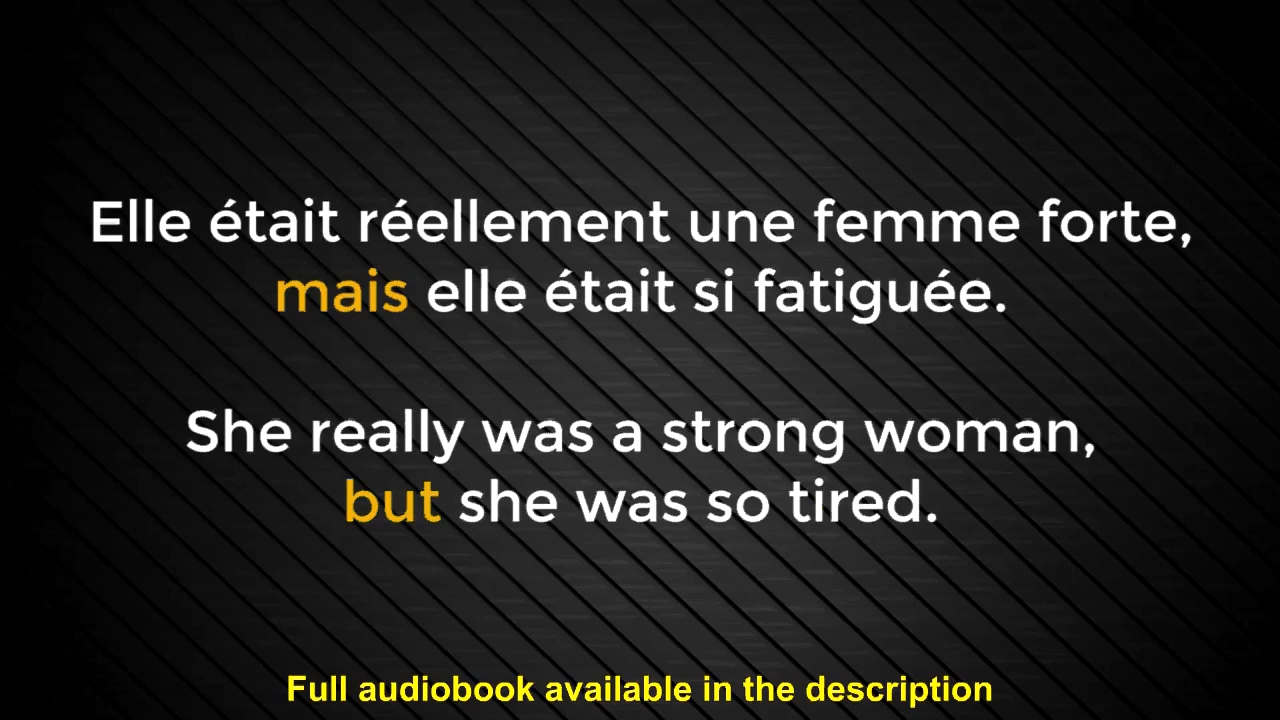 Elle était réellement une femme forte,
mais elle était si fatiguée.
She really was a strong woman,
but she was so tired.
Full audiobook available in the description